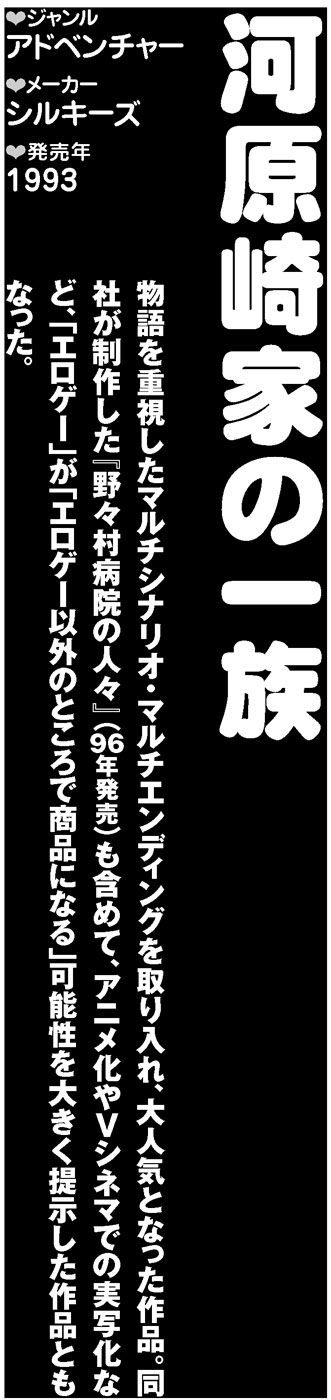 河原崎家の一族
❤ジャンル
アドベンチャー
❤メーカー
シルキーズ
❤発売年
1993
物語を重視したマルチシナリオ・マルチエンディングを取り入れ、大人気となった作品。同
社が制作した『野々村病院の人々』（96年発売）も含めて、アニメ化やVシネマでの実写化な
ど、「エロゲー」が「エロゲー以外のところで商品になる」可能性を大きく提示した作品とも
なった。